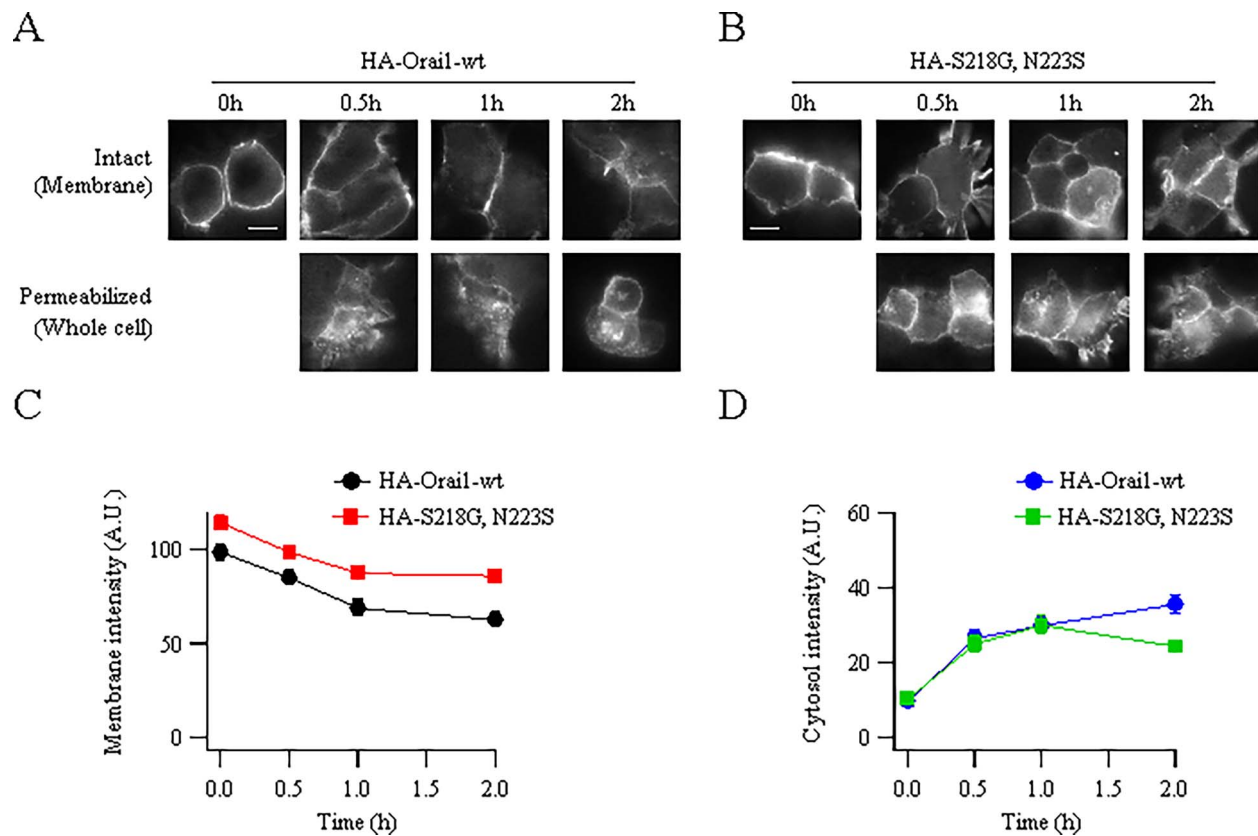 A
HA-Orai1-wt
0h 0.5h 1h 2h
Intact
(Membrane)
Permeabilized
(Whole cell)
B
HA-S218G, N223S
0h 0.5h 1h 2h
C
HA-Orai1-wt
HA-S218G, N223S
Membrane intensity (A.U.)
100
50
0
0.0 0.5 1.0 1.5 2.0
Time (h)
D
HA-Orai1-wt
HA-S218G, N223S
Cytosol intensity (A.U.)
60
40
20
0
0.0 0.5 1.0 1.5 2.0
Time (h)